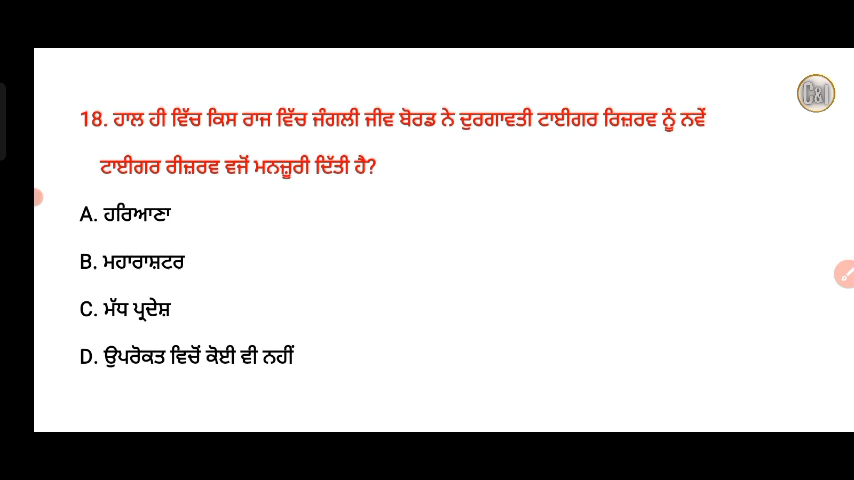 C&I
18. ਹਾਲ ਹੀ ਵਿੱਚ ਕਿਸ ਰਾਜ ਵਿੱਚ ਜੰਗਲੀ ਜੀਵ ਬੋਰਡ ਨੇ ਦੁਰਗਾਵਤੀ ਟਾਈਗਰ ਰਿਜ਼ਰਵ ਨੂੰ ਨਵੇਂ
ਟਾਈਗਰ ਰੀਜ਼ਰਵ ਵਜੋਂ ਮਨਜ਼ੂਰੀ ਦਿੱਤੀ ਹੈ?
A. ਹਰਿਆਣਾ
B. ਮਹਾਰਾਸ਼ਟਰ
C. ਮੱਧ ਪ੍ਰਦੇਸ਼
D. ਉਪਰੋਕਤ ਵਿਚੋਂ ਕੋਈ ਵੀ ਨਹੀਂ